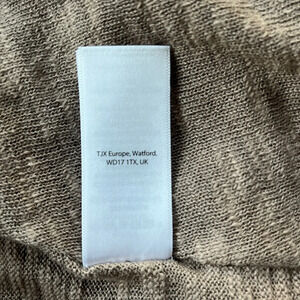 TJX Europe, Watford,
WD17 1TX, UK